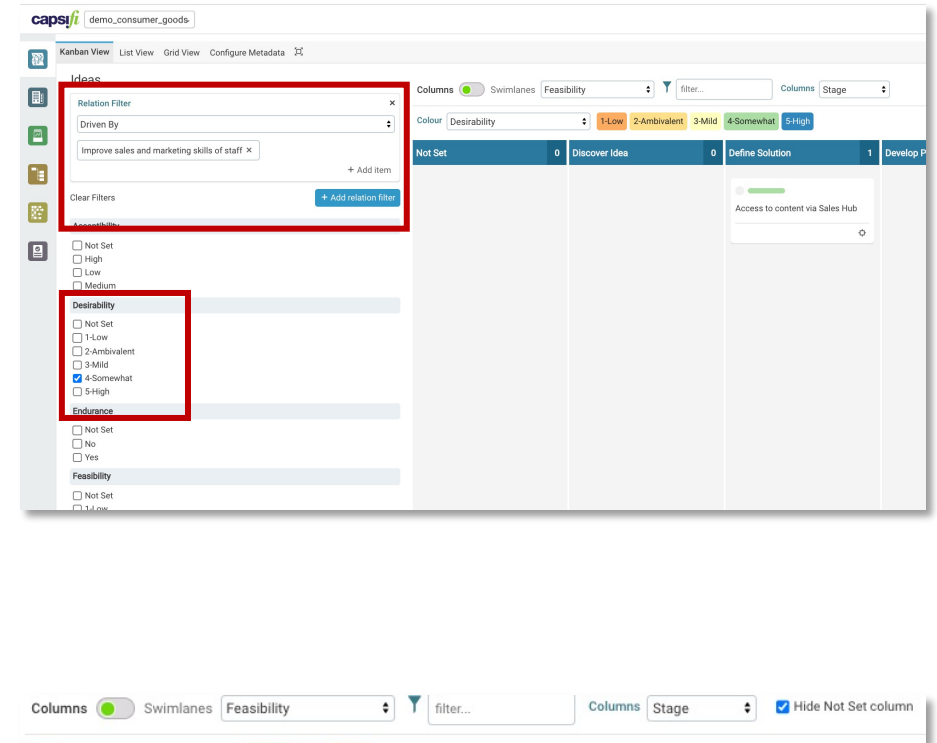 capsifi demo_consumer_goods
Kanban View List View Grid View Configure Metadata
Ideas
Relation Filter ×
Driven By
Improve sales and marketing skills of staff ×
+ Add item
Clear Filters + Add relation filter
Acceptibility
Not Set
High
Low
Medium
Desirability
Not Set
1-Low
2-Ambivalent
3-Mild
4-Somewhat
5-High
Endurance
Not Set
No
Yes
Feasibility
Not Set
1-Low
Columns Swimlanes Feasibility filter... Columns Stage
Colour Desirability 1-Low 2-Ambivalent 3-Mild 4-Somewhat 5-High
Not Set 0 Discover Idea 0 Define Solution 1 Develop P
Access to content via Sales Hub
Columns Swimlanes Feasibility filter... Columns Stage Hide Not Set column